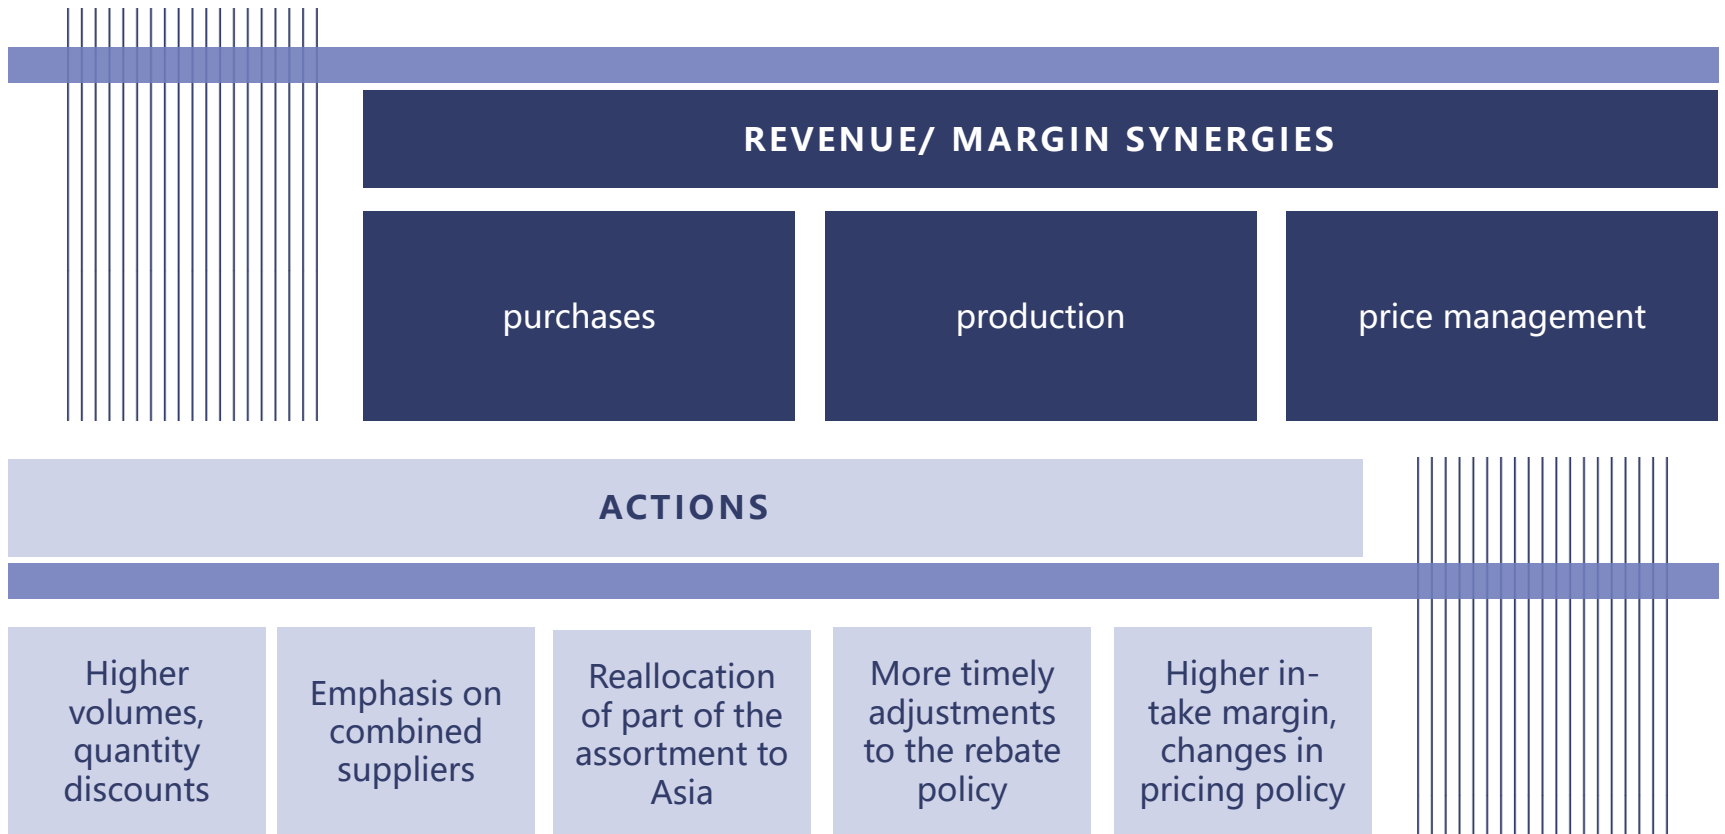 REVENUE/ MARGIN SYNERGIES
purchases
production
price management
ACTIONS
Higher
volumes,
quantity
discounts
Emphasis on
combined
suppliers
Reallocation
of part of the
assortment to
Asia
More timely
adjustments
to the rebate
policy
Higher in-
take margin,
changes in
pricing policy